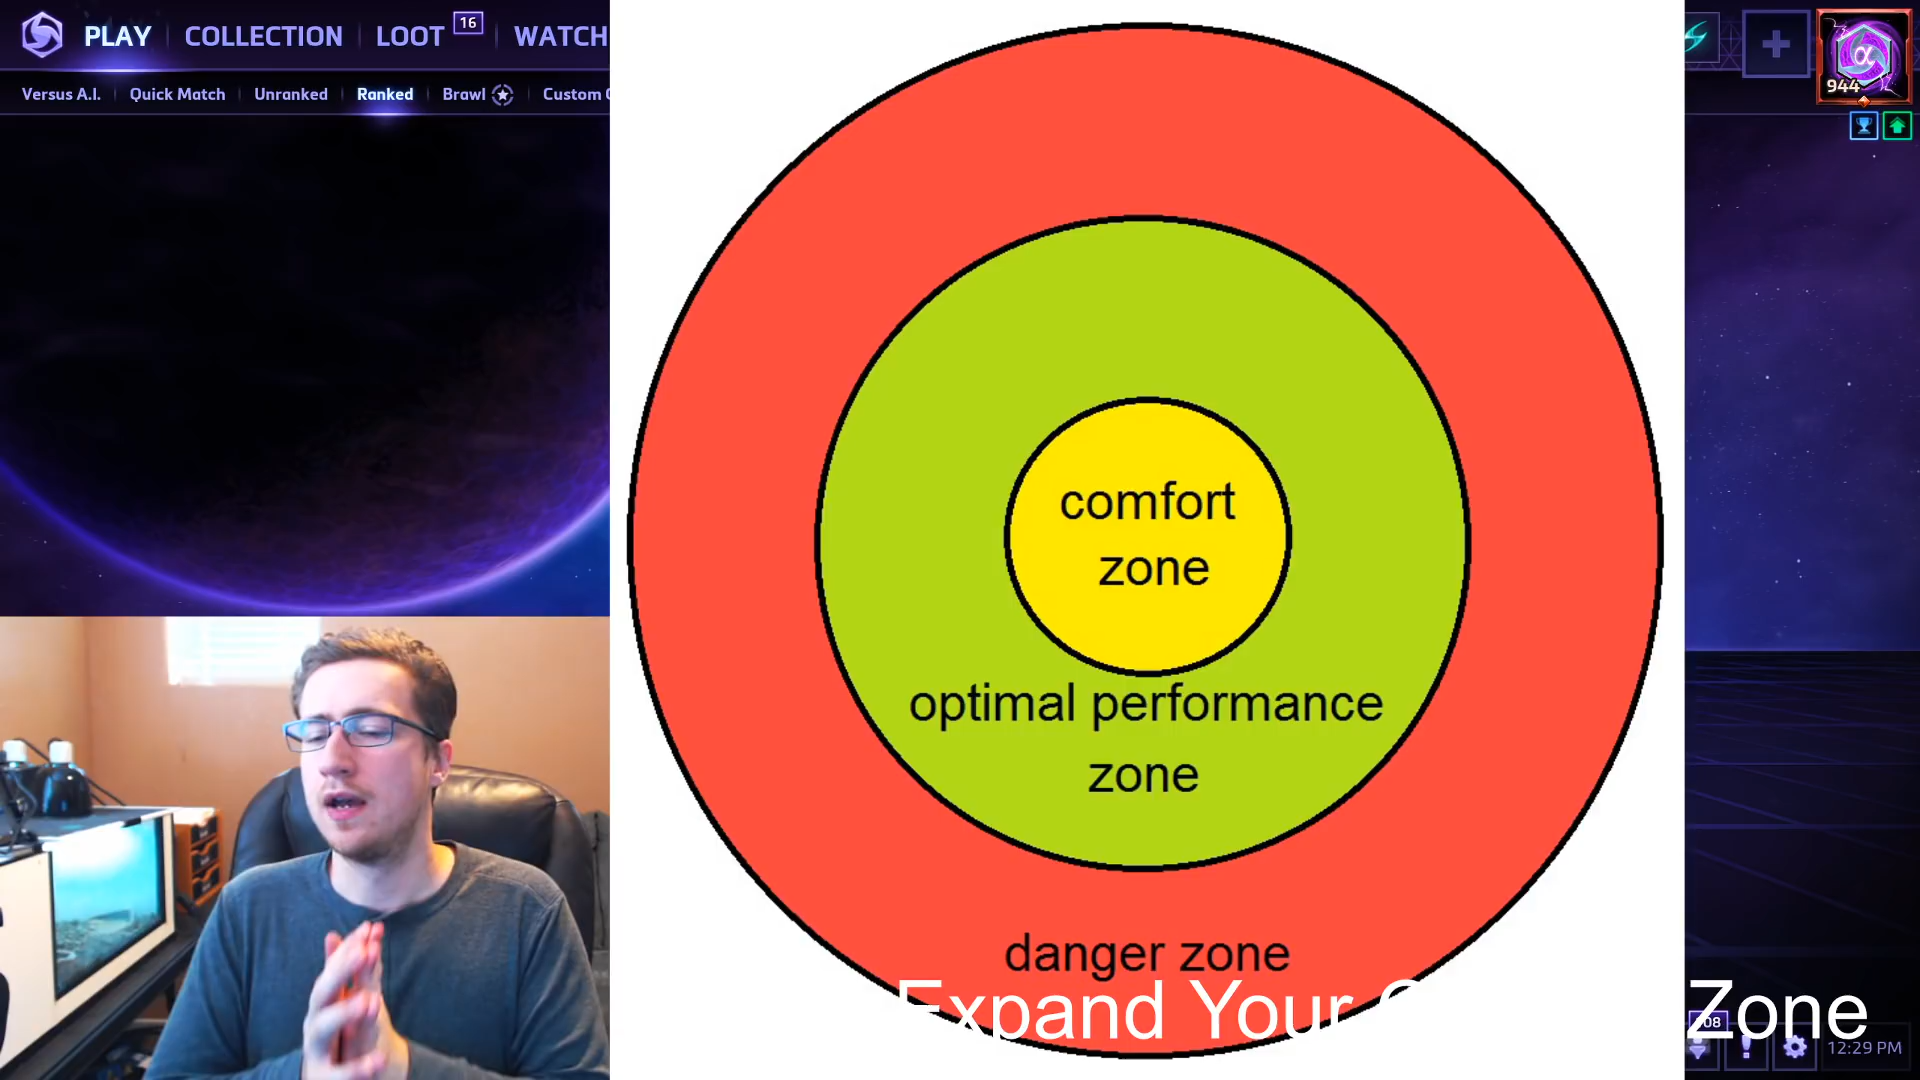 PLAY COLLECTION LOOT 16 WATCH
Versus A.I. Quick Match Unranked Ranked Brawl Custom
α
944
comfort
zone
optimal performance
zone
danger zone
Expand Your Zone
12:29 PM